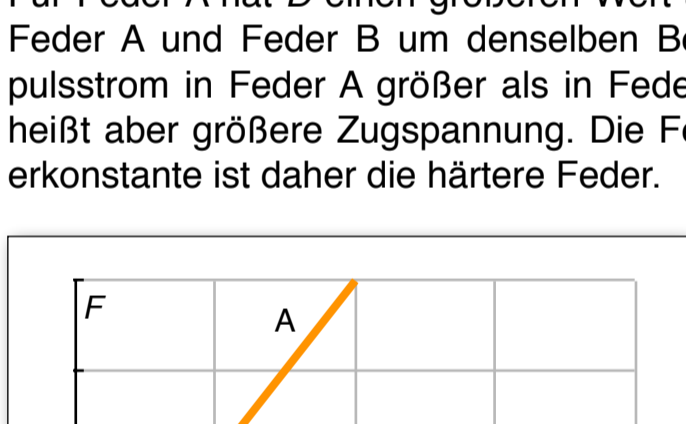 Feder A und Feder B um denselben
pulsstrom in Feder A größer als in
heißt aber größere Zugspannung. Die
erkonstante ist daher die härtere Feder.
F
A